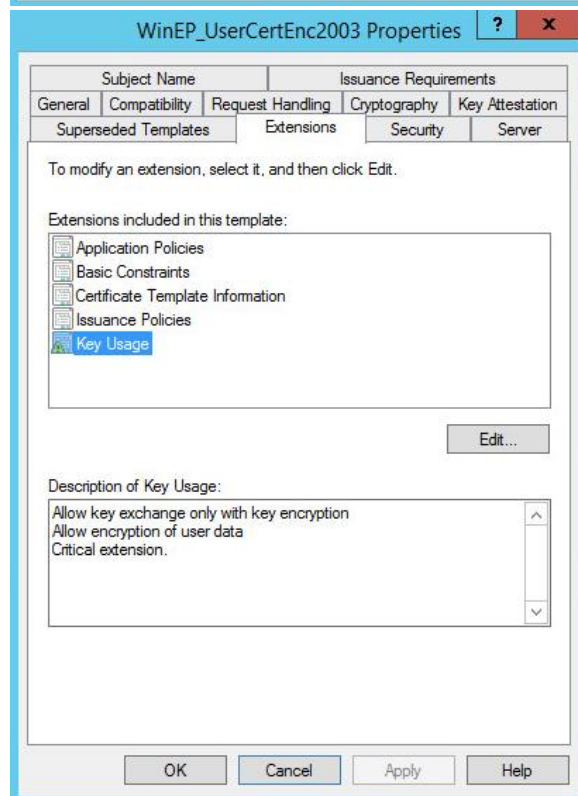 WinEP_UserCertEnc2003 Properties
?
x
Subject Name
Issuance Requirements
General
Compatibility
Request Handling
Cryptography
Key Attestation
Superseded Templates
Extensions
Security
Server
To modify an extension, select it, and then click Edit.
Extensions included in this template:
Application Policies
Basic Constraints
Certificate Template Information
Issuance Policies
Key Usage
Edit...
Description of Key Usage:
Allow key exchange only with key encryption
Allow encryption of user data
Critical extension.
OK
Cancel
Apply
Help